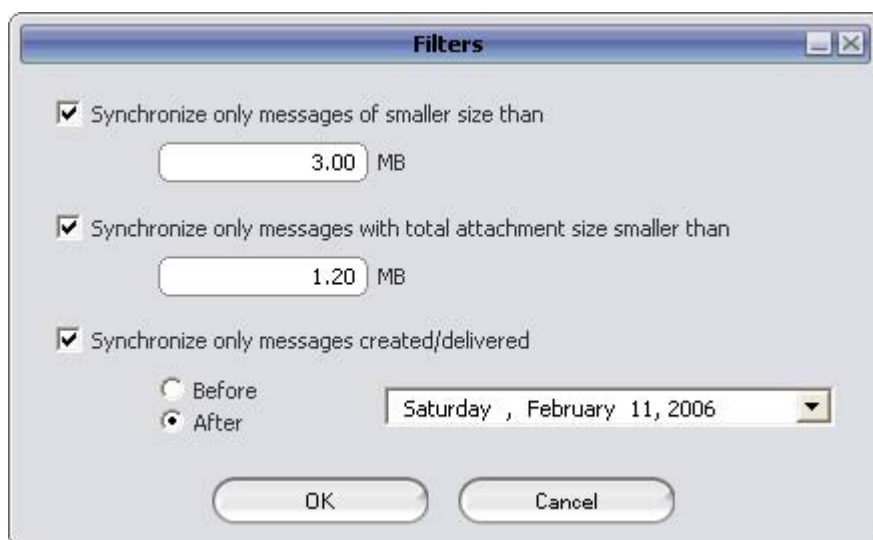 Filters
Synchronize only messages of smaller size than
3.00 MB
Synchronize only messages with total attachment size smaller than
1.20 MB
Synchronize only messages created/delivered
Before
After
Saturday , February 11, 2006
OK Cancel